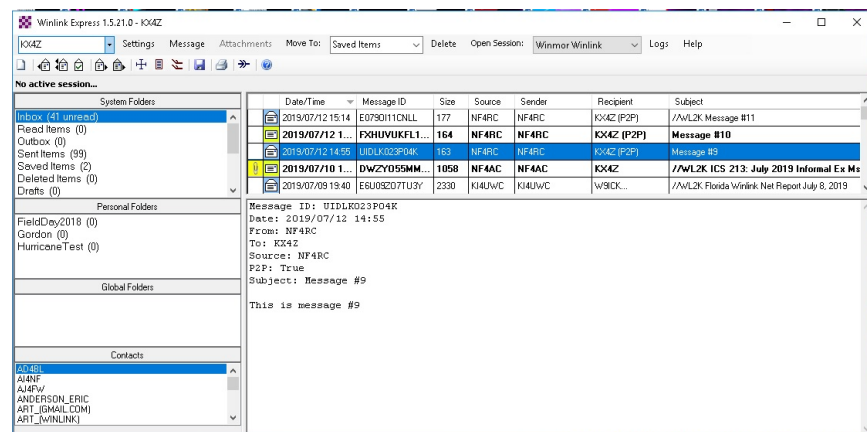 Winlink Express 1.5.21.0 - KX4Z
KX4Z Settings Message Attachments Move To: Saved Items Delete Open Session: Winmor Winlink Logs Help
No active session...
System Folders
Inbox (41 unread)
Read Items (0)
Outbox (0)
Sent Items (99)
Saved Items (2)
Deleted Items (0)
Drafts (0)
Personal Folders
FieldDay2018 (0)
Gordon (0)
HurricaneTest (0)
Global Folders
Contacts
AD4BL
AI4NF
AJ4FW
ANDERSON_ERIC
ART_(GMAIL.COM)
ART_(WINLINK)
Date/Time Message ID Size Source Sender Recipient Subject
2019/07/12 15:14 E079OI11CNLL 177 NF4RC NF4RC KX4Z (P2P) //WL2K Message #11
2019/07/12 1... FXHUVUKFL1... 164 NF4RC NF4RC KX4Z (P2P) Message #10
2019/07/12 14:55 UIDLK023P04K 163 NF4RC NF4RC KX4Z (P2P) Message #9
2019/07/10 1... DWZY055MM... 1058 NF4AC NF4AC KX4Z //WL2K ICS 213: July 2019 Informal Ex Ms
2019/07/09 19:40 E6U09Z07TU3Y 2330 KI4UWC KI4UWC W9ICK... //WL2K Florida Winlink Net Report July 8, 2019
Message ID: UIDLK023P04K
Date: 2019/07/12 14:55
From: NF4RC
To: KX4Z
Source: NF4RC
P2P: True
Subject: Message #9
This is message #9